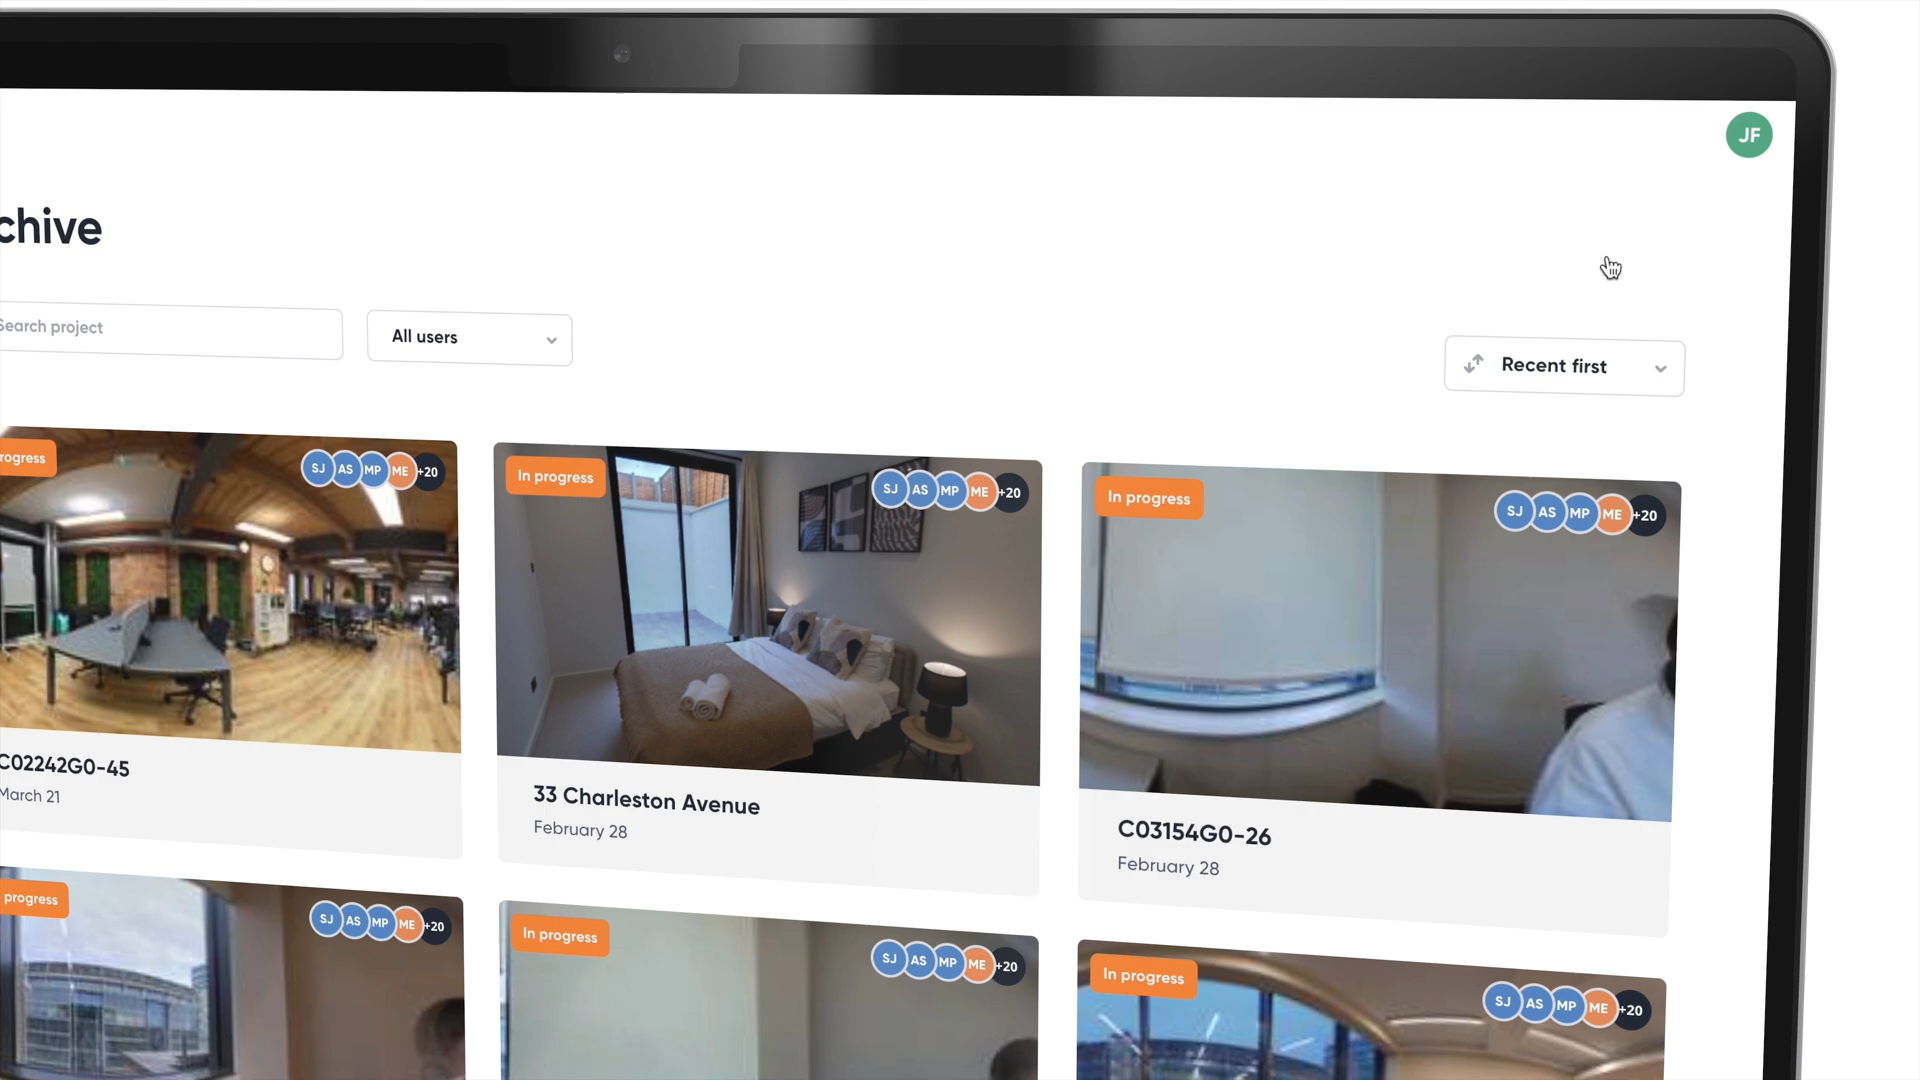 JF
chive
Search project
All users
Recent first
rogress
SJ AS MP ME +20
In progress
SJ AS MP ME +20
In progress
SJ AS MP ME +20
C02242G0-45
March 21
33 Charleston Avenue
February 28
C03154G0-26
February 28
progress
SJ AS MP ME +20
In progress
SJ AS MP ME +20
In progress
SJ AS MP ME +20